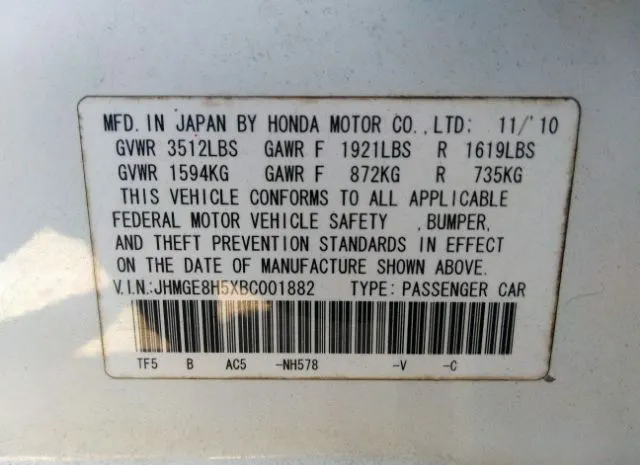 MFD. IN JAPAN BY HONDA MOTOR CO.,LTD: 11/'10
GVWR 3512LBS GAWR F 1921LBS R 1619LBS
GVWR 1594KG GAWR F 872KG R 735KG
THIS VEHICLE CONFORMS TO ALL APPLICABLE
FEDERAL MOTOR VEHICLE SAFETY ,BUMPER,
AND THEFT PREVENTION STANDARDS IN EFFECT
ON THE DATE OF MANUFACTURE SHOWN ABOVE.
V.I.N.:JHMGE8H5XBC001882 TYPE: PASSENGER CAR
TF5 B AC5 -NH578 -V -C